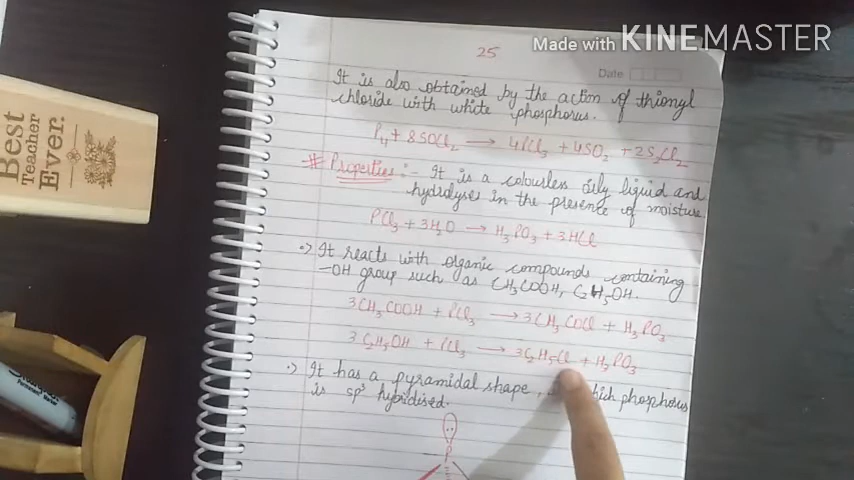 Made with KINEMASTER
25
Date
It is also obtained by the action of thionyl
chloride with white phosphorus.
P₄ + 8SOCl₂ → 4PCl₃ + 4SO₂ + 2S₂Cl₂
# Properties :- It is a colourless oily liquid and
hydrolyses in the presence of moisture
PCl₃ + 3H₂O → H₃PO₃ + 3HCl
•) It reacts with organic compounds containing
-OH group such as CH₃COOH, C₂H₅OH.
3CH₃COOH + PCl₃ → 3CH₃COCl + H₃PO₃
3C₂H₅OH + PCl₃ → 3C₂H₅Cl + H₃PO₃
•) It has a pyramidal shape, phosphorus
is sp³ hybridised.
P
Best
Teacher
Ever.
Permanent Marker